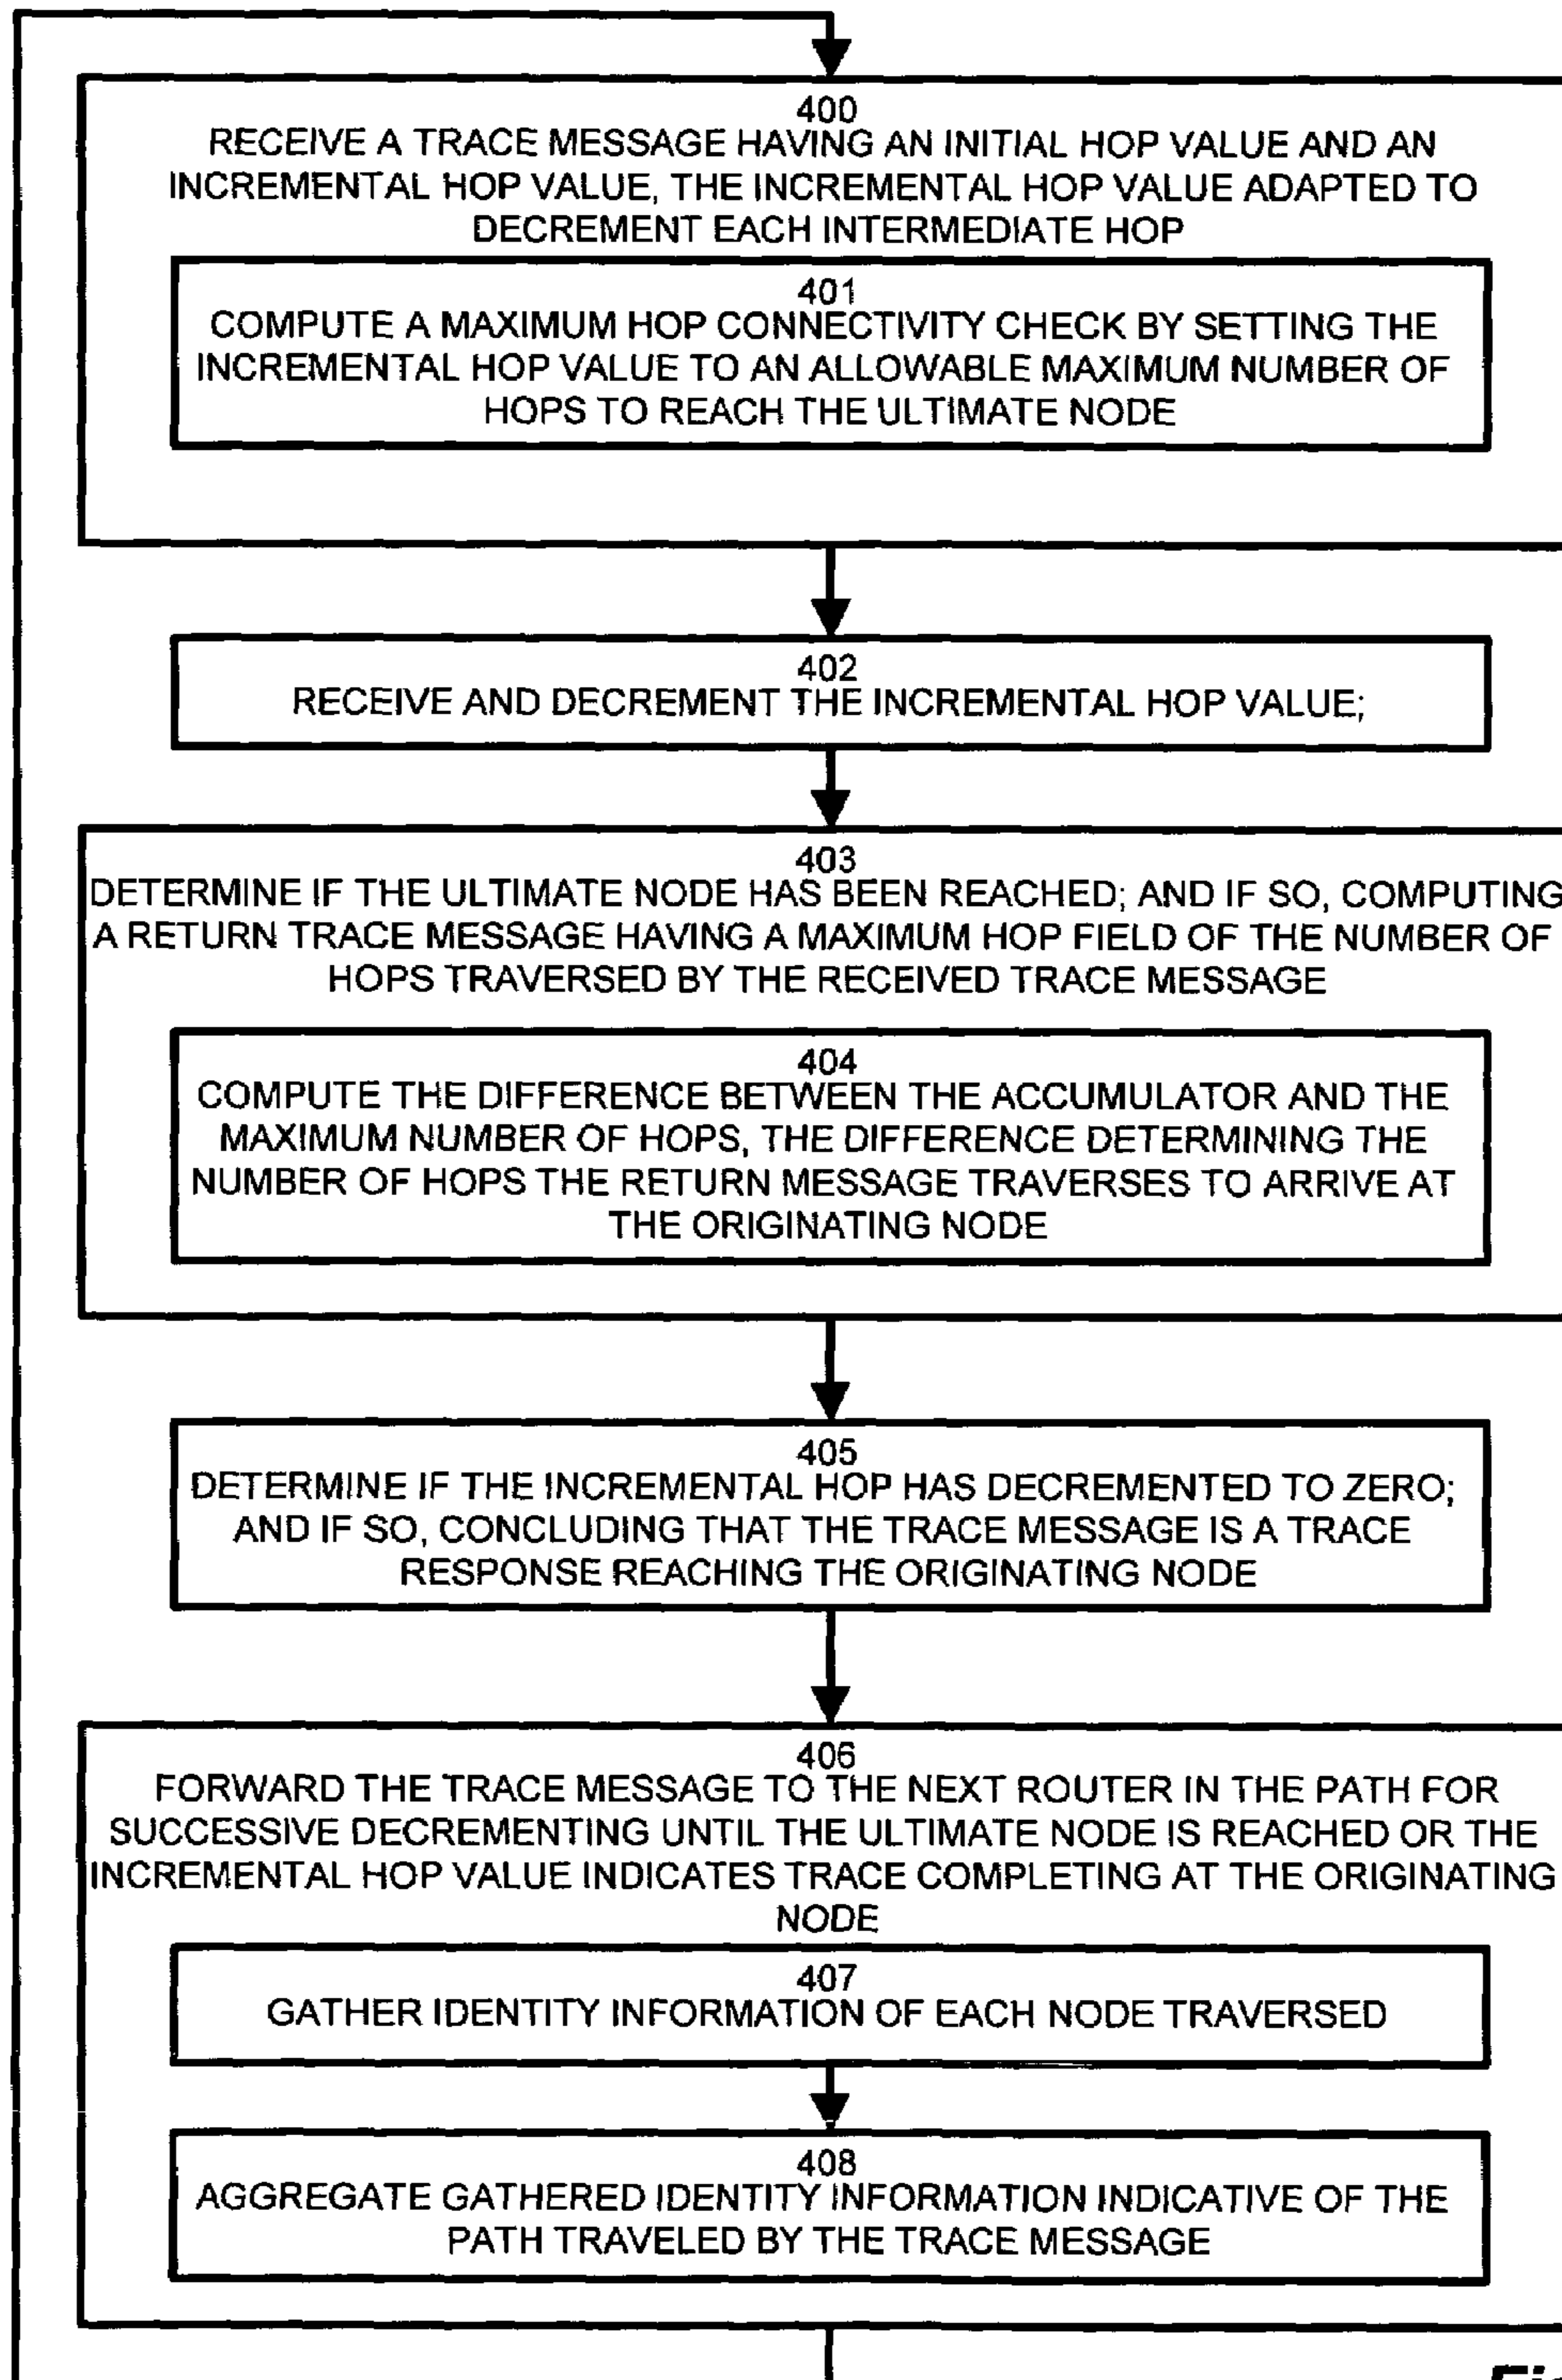 400
RECEIVE A TRACE MESSAGE HAVING AN INITIAL HOP VALUE AND AN
INCREMENTAL HOP VALUE, THE INCREMENTAL HOP VALUE ADAPTED TO
DECREMENT EACH INTERMEDIATE HOP
401
COMPUTE A MAXIMUM HOP CONNECTIVITY CHECK BY SETTING THE
INCREMENTAL HOP VALUE TO AN ALLOWABLE MAXIMUM NUMBER OF
HOPS TO REACH THE ULTIMATE NODE
402
RECEIVE AND DECREMENT THE INCREMENTAL HOP VALUE;
403
DETERMINE IF THE ULTIMATE NODE HAS BEEN REACHED; AND IF SO, COMPUTING
A RETURN TRACE MESSAGE HAVING A MAXIMUM HOP FIELD OF THE NUMBER OF
HOPS TRAVERSED BY THE RECEIVED TRACE MESSAGE
404
COMPUTE THE DIFFERENCE BETWEEN THE ACCUMULATOR AND THE
MAXIMUM NUMBER OF HOPS, THE DIFFERENCE DETERMINING THE
NUMBER OF HOPS THE RETURN MESSAGE TRAVERSES TO ARRIVE AT
THE ORIGINATING NODE
405
DETERMINE IF THE INCREMENTAL HOP HAS DECREMENTED TO ZERO;
AND IF SO, CONCLUDING THAT THE TRACE MESSAGE IS A TRACE
RESPONSE REACHING THE ORIGINATING NODE
406
FORWARD THE TRACE MESSAGE TO THE NEXT ROUTER IN THE PATH FOR
SUCCESSIVE DECREMENTING UNTIL THE ULTIMATE NODE IS REACHED OR THE
INCREMENTAL HOP VALUE INDICATES TRACE COMPLETING AT THE ORIGINATING
NODE
407
GATHER IDENTITY INFORMATION OF EACH NODE TRAVERSED
408
AGGREGATE GATHERED IDENTITY INFORMATION INDICATIVE OF THE
PATH TRAVELED BY THE TRACE MESSAGE